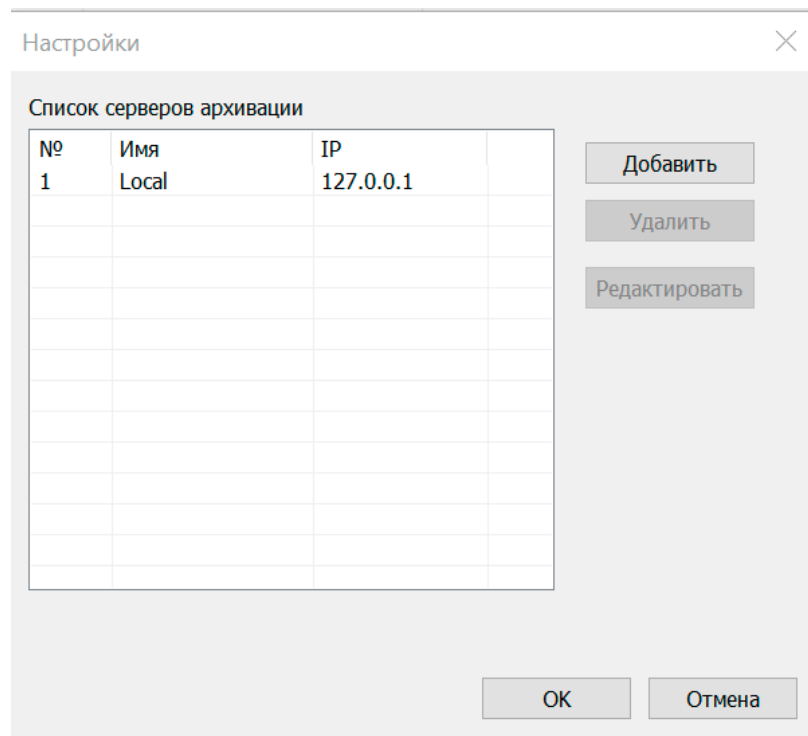 Настройки
Список серверов архивации
№ Имя IP
1 Local 127.0.0.1
Добавить
Удалить
Редактировать
OK Отмена